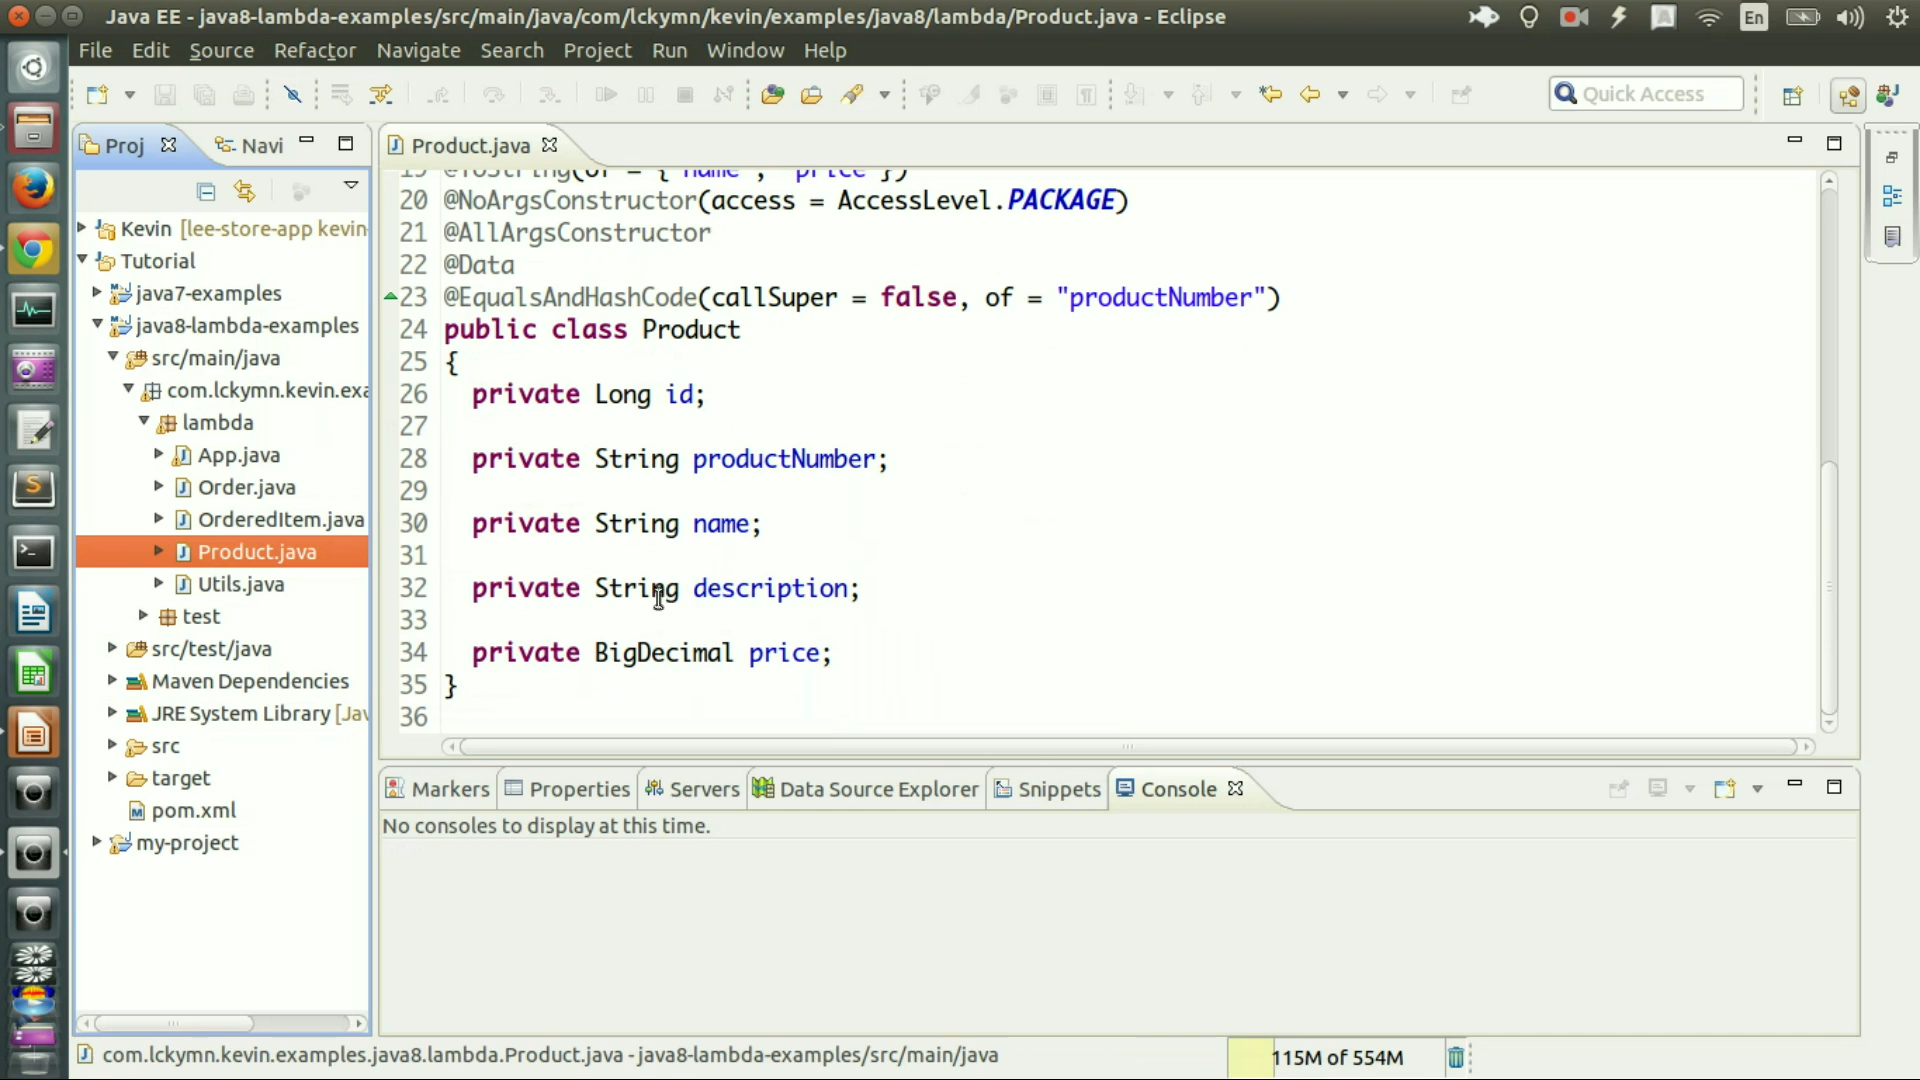 Java EE - java8-lambda-examples/src/main/java/com/lckymn/kevin/examples/java8/lambda/Product.java - Eclipse
En
File Edit Source Refactor Navigate Search Project Run Window Help
Quick Access
Proj Navi
Product.java
Kevin [lee-store-app kevin-
Tutorial
java7-examples
java8-lambda-examples
src/main/java
com.lckymn.kevin.exa
lambda
App.java
Order.java
OrderedItem.java
Product.java
Utils.java
test
src/test/java
Maven Dependencies
JRE System Library [Jav
src
target
pom.xml
my-project
19 @ToString(of = {"name", "price"})
20 @NoArgsConstructor(access = AccessLevel.PACKAGE)
21 @AllArgsConstructor
22 @Data
23 @EqualsAndHashCode(callSuper = false, of = "productNumber")
24 public class Product
25 {
26 private Long id;
27
28 private String productNumber;
29
30 private String name;
31
32 private String description;
33
34 private BigDecimal price;
35 }
36
Markers Properties Servers Data Source Explorer Snippets Console
No consoles to display at this time.
com.lckymn.kevin.examples.java8.lambda.Product.java - java8-lambda-examples/src/main/java
115M of 554M